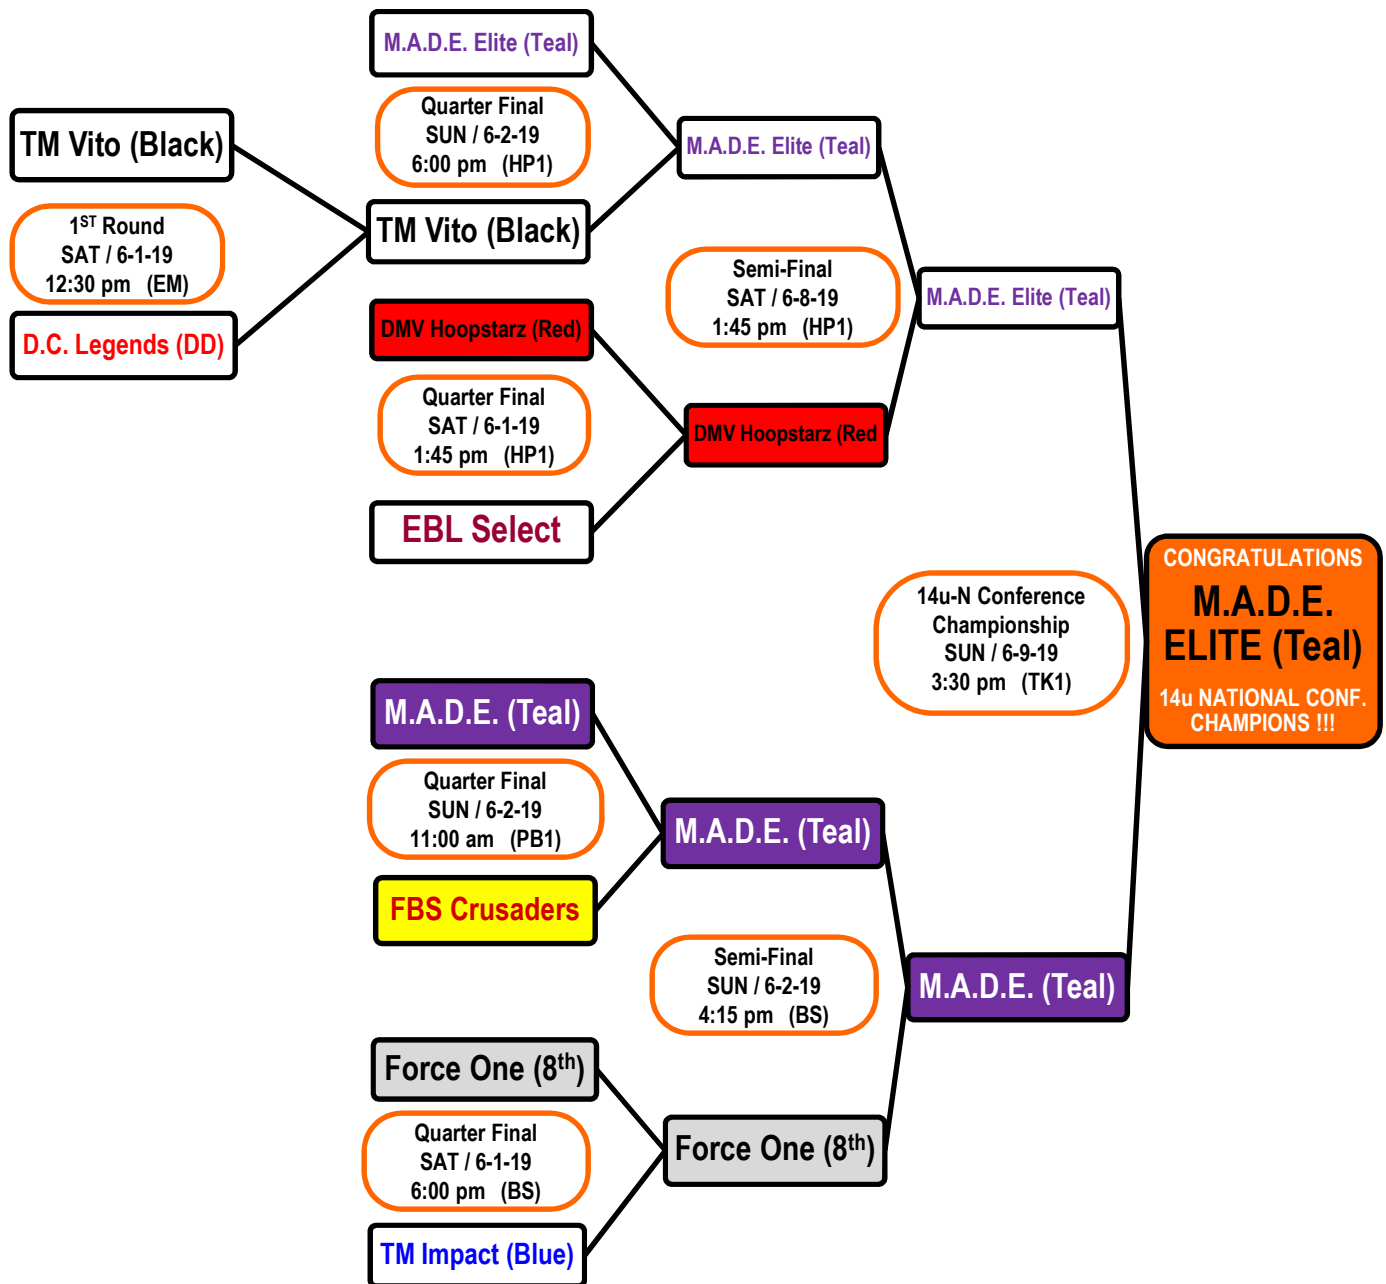 M.A.D.E. Elite (Teal)
Quarter Final
SUN / 6-2-19
6:00 pm (HP1)
TM Vito (Black)
M.A.D.E. Elite (Teal)
1ST Round
SAT / 6-1-19
12:30 pm (EM)
TM Vito (Black)
D.C. Legends (DD)
Semi-Final
SAT / 6-8-19
1:45 pm (HP1)
M.A.D.E. Elite (Teal)
DMV Hoopstarz (Red)
Quarter Final
SAT / 6-1-19
1:45 pm (HP1)
DMV Hoopstarz (Red
EBL Select
14u-N Conference
Championship
SUN / 6-9-19
3:30 pm (TK1)
CONGRATULATIONS
M.A.D.E.
ELITE (Teal)
14u NATIONAL CONF.
CHAMPIONS !!!
M.A.D.E. (Teal)
Quarter Final
SUN / 6-2-19
11:00 am (PB1)
M.A.D.E. (Teal)
FBS Crusaders
Semi-Final
SUN / 6-2-19
4:15 pm (BS)
M.A.D.E. (Teal)
Force One (8th)
Quarter Final
SAT / 6-1-19
6:00 pm (BS)
Force One (8th)
TM Impact (Blue)